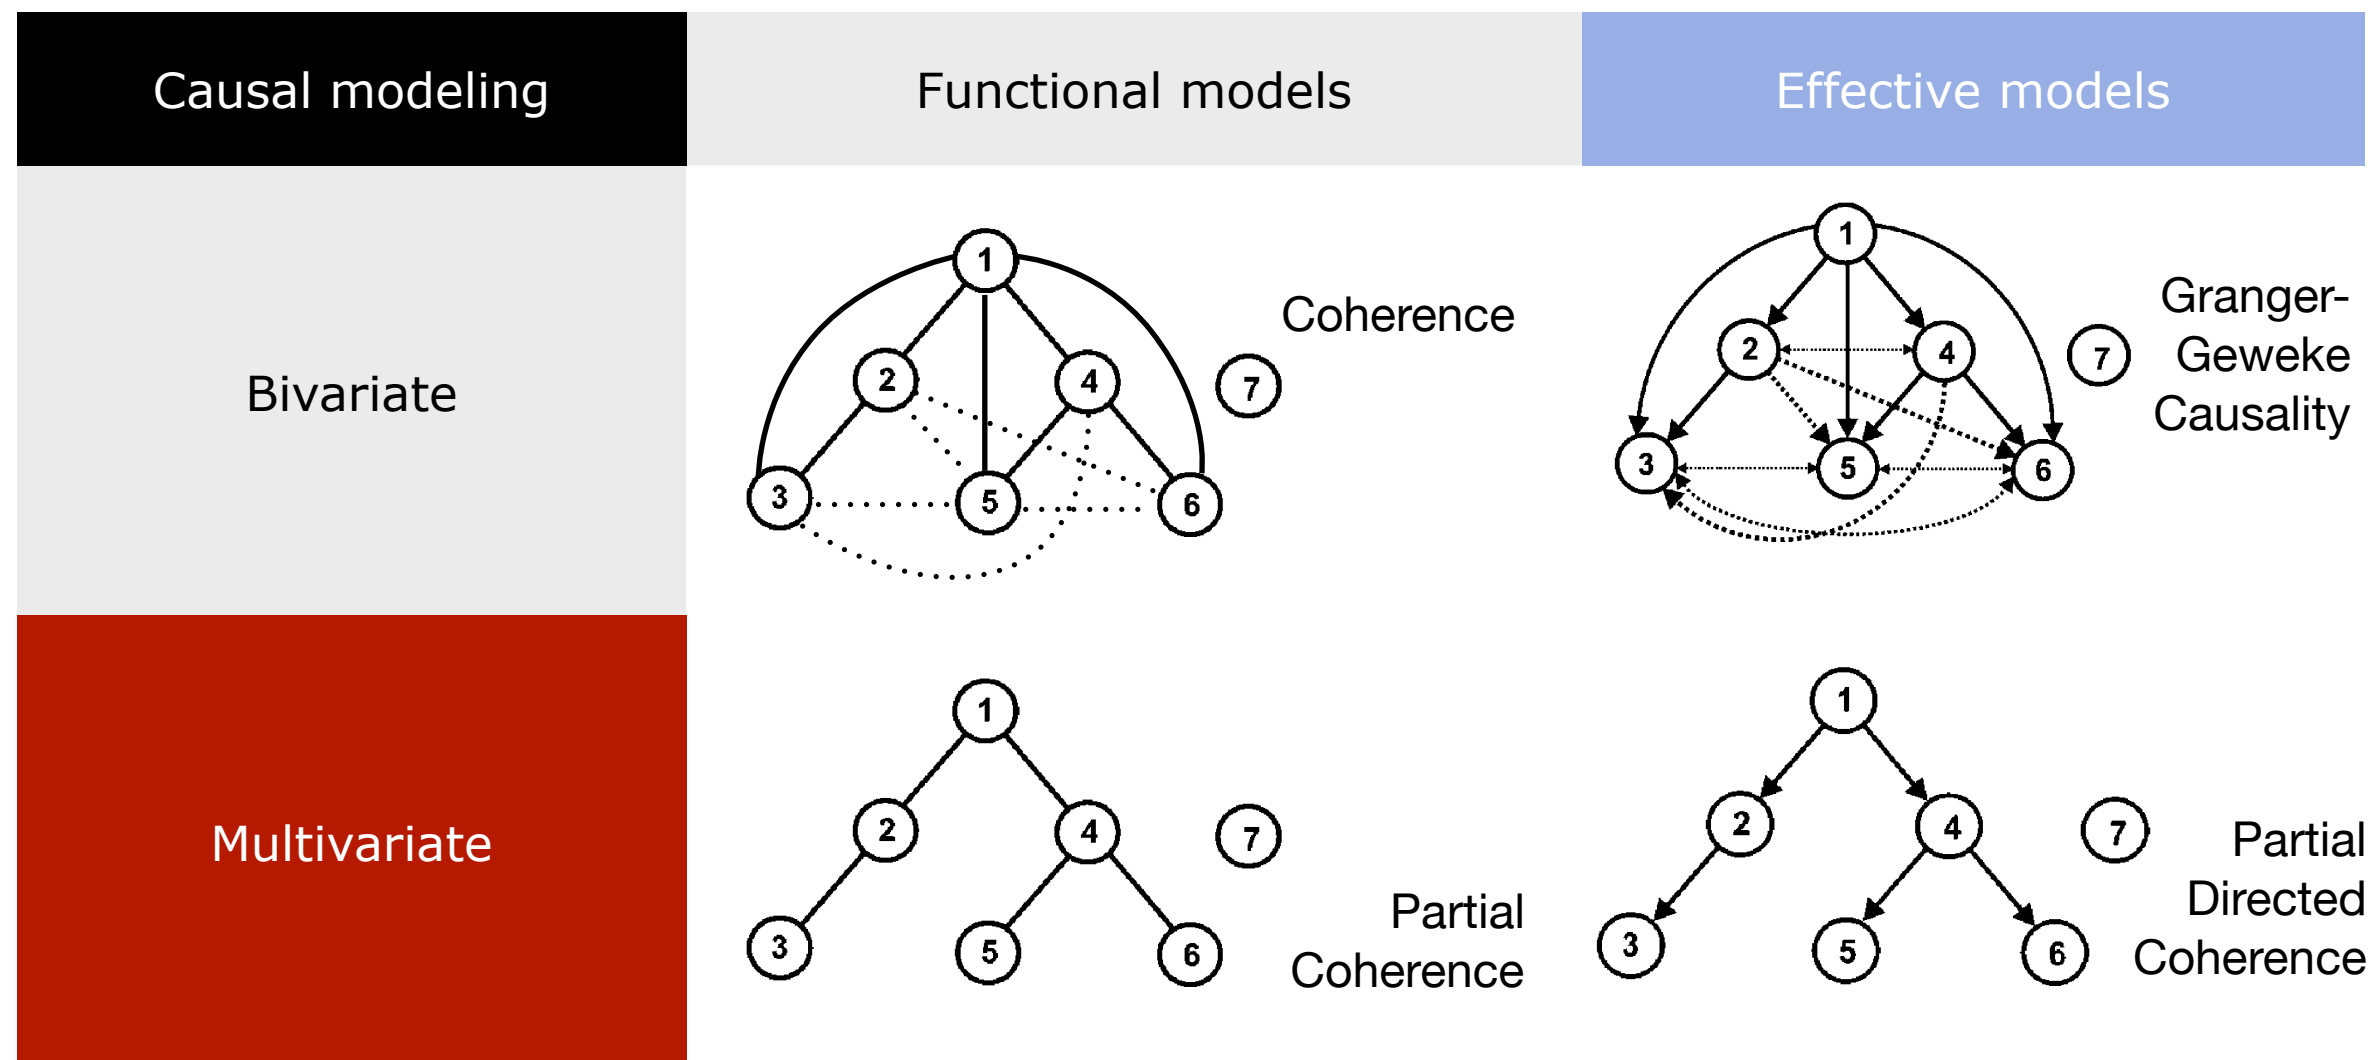 Causal modeling
Functional models
Effective models
Bivariate
1
2
4
7
3
5
6
Coherence
1
2
4
7
3
5
6
Granger-
Geweke
Causality
Multivariate
1
2
4
7
3
5
6
Partial
Coherence
1
2
4
7
3
5
6
Partial
Directed
Coherence